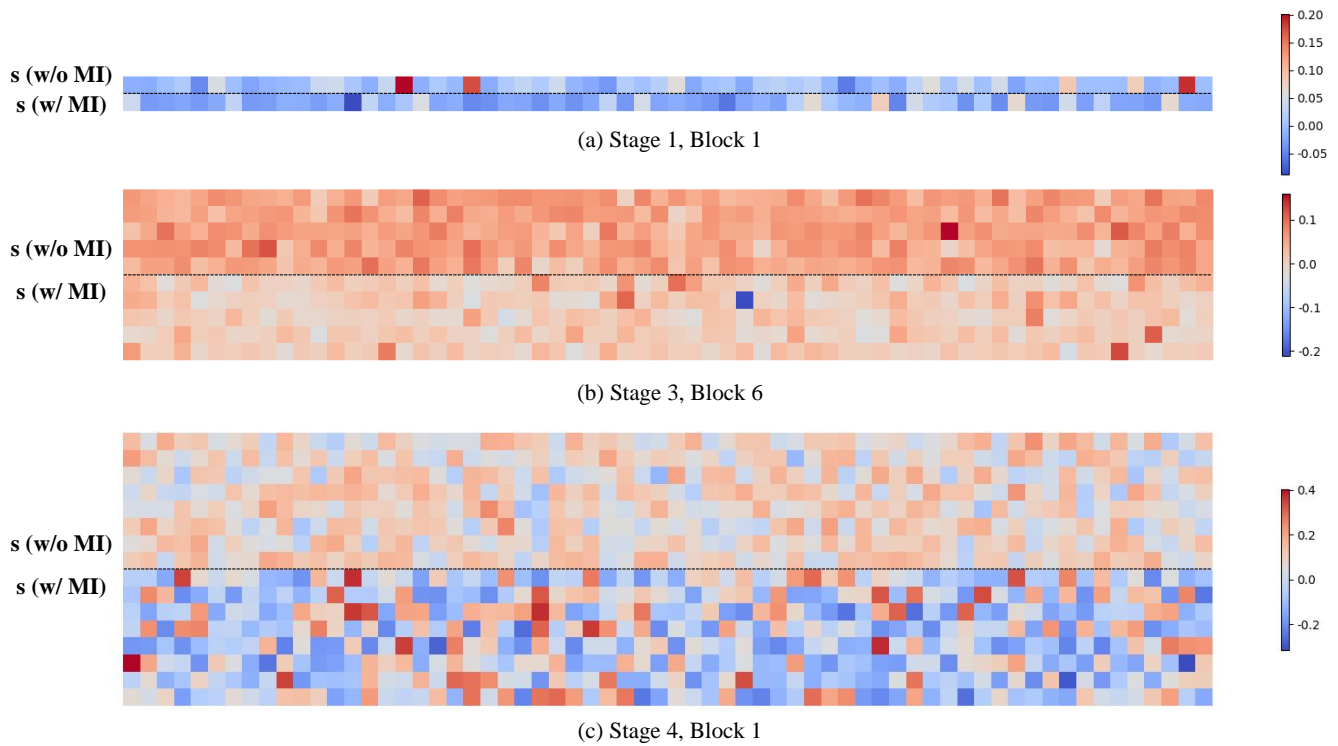 0.20
0.15
0.10
0.05
0.00
-0.05
s (w/o MI)
s (w/ MI)
(a) Stage 1, Block 1
0.1
0.0
-0.1
-0.2
s (w/o MI)
s (w/ MI)
(b) Stage 3, Block 6
0.4
0.2
0.0
-0.2
s (w/o MI)
s (w/ MI)
(c) Stage 4, Block 1